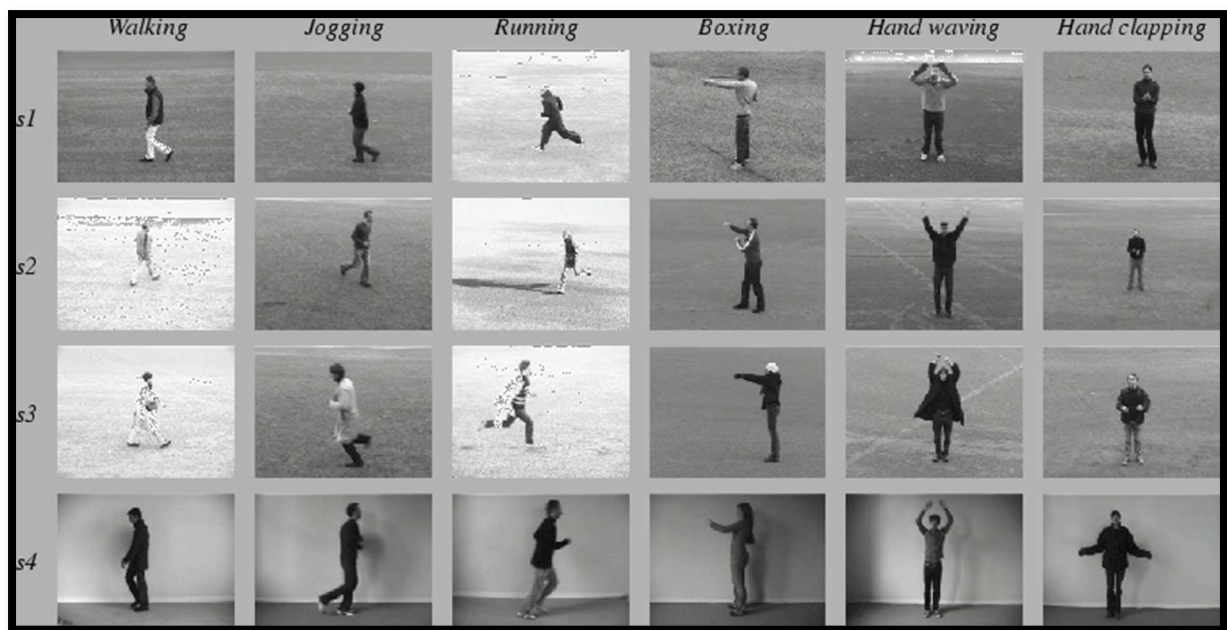 Walking Jogging Running Boxing Hand waving Hand clapping
s1
s2
s3
s4